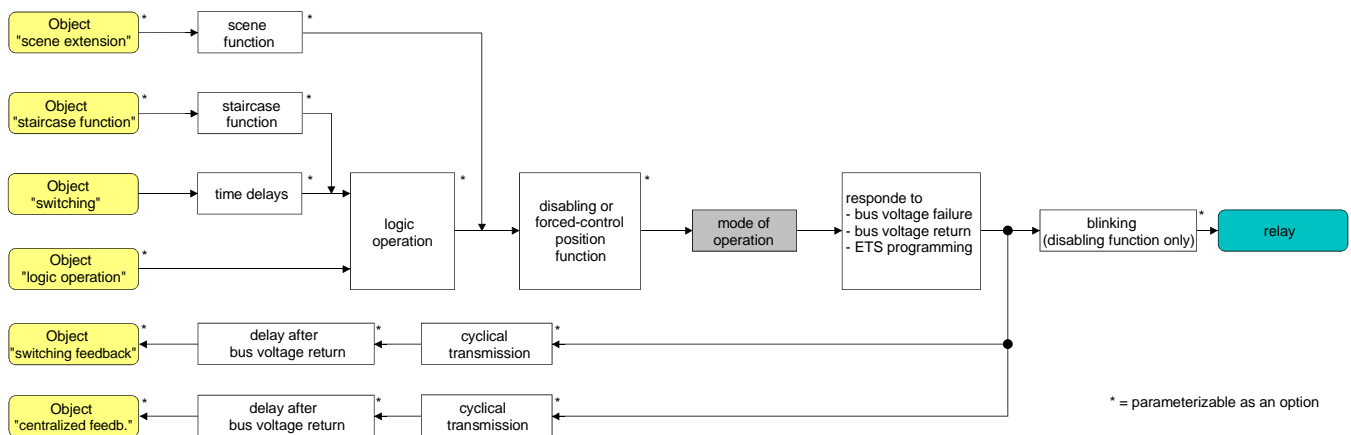 Object
"scene extension"
*
scene
function
*
Object
"staircase function"
*
staircase
function
*
Object
"switching"
time delays
*
Object
"logic operation"
*
logic
operation
*
disabling or
forced-control
position
function
*
mode of
operation
responde to
- bus voltage failure
- bus voltage return
- ETS programming
blinking
(disabling function only)
*
relay
Object
"switching feedback"
*
delay after
bus voltage return
*
cyclical
transmission
*
Object
"centralized feedb."
*
delay after
bus voltage return
*
cyclical
transmission
*
* = parameterizable as an option